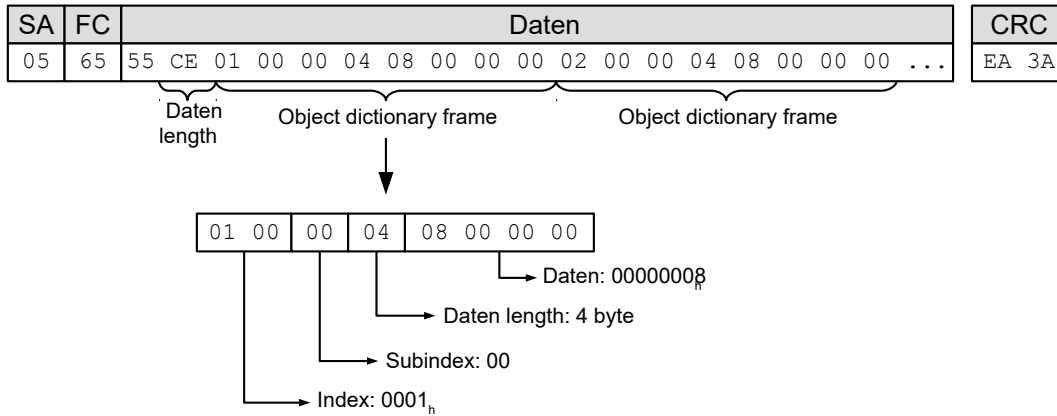 SA FC Daten CRC
05 65 55 CE 01 00 00 04 08 00 00 00 02 00 00 04 08 00 00 00 ... EA 3A
Daten length
Object dictionary frame
Object dictionary frame
01 00 00 04 08 00 00 00
Daten: 00000008h
Daten length: 4 byte
Subindex: 00
Index: 0001h